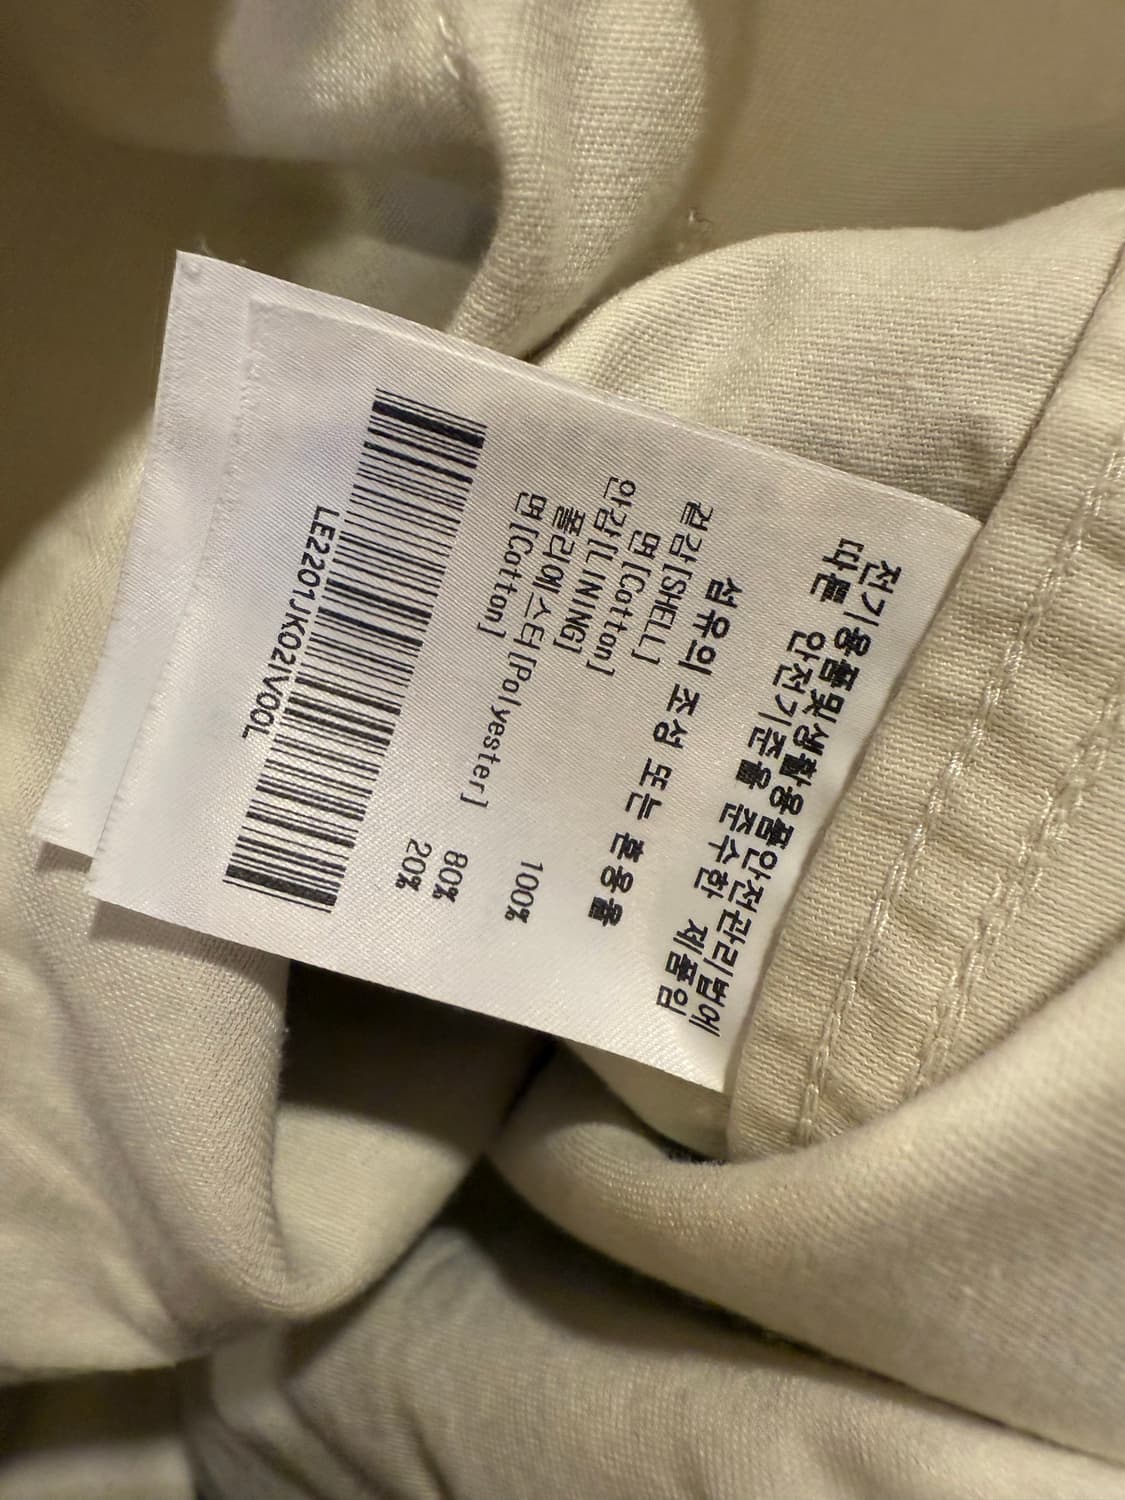 전기용품및생활용품안전관리법에
따른 안전기준을 준수한 제품임
섬유의 조성 또는 혼용율
겉감[SHELL]
면[Cotton] 100%
안감[LINING]
폴리에스터[Polyester] 80%
면[Cotton] 20%
LE2201JK02IV00L